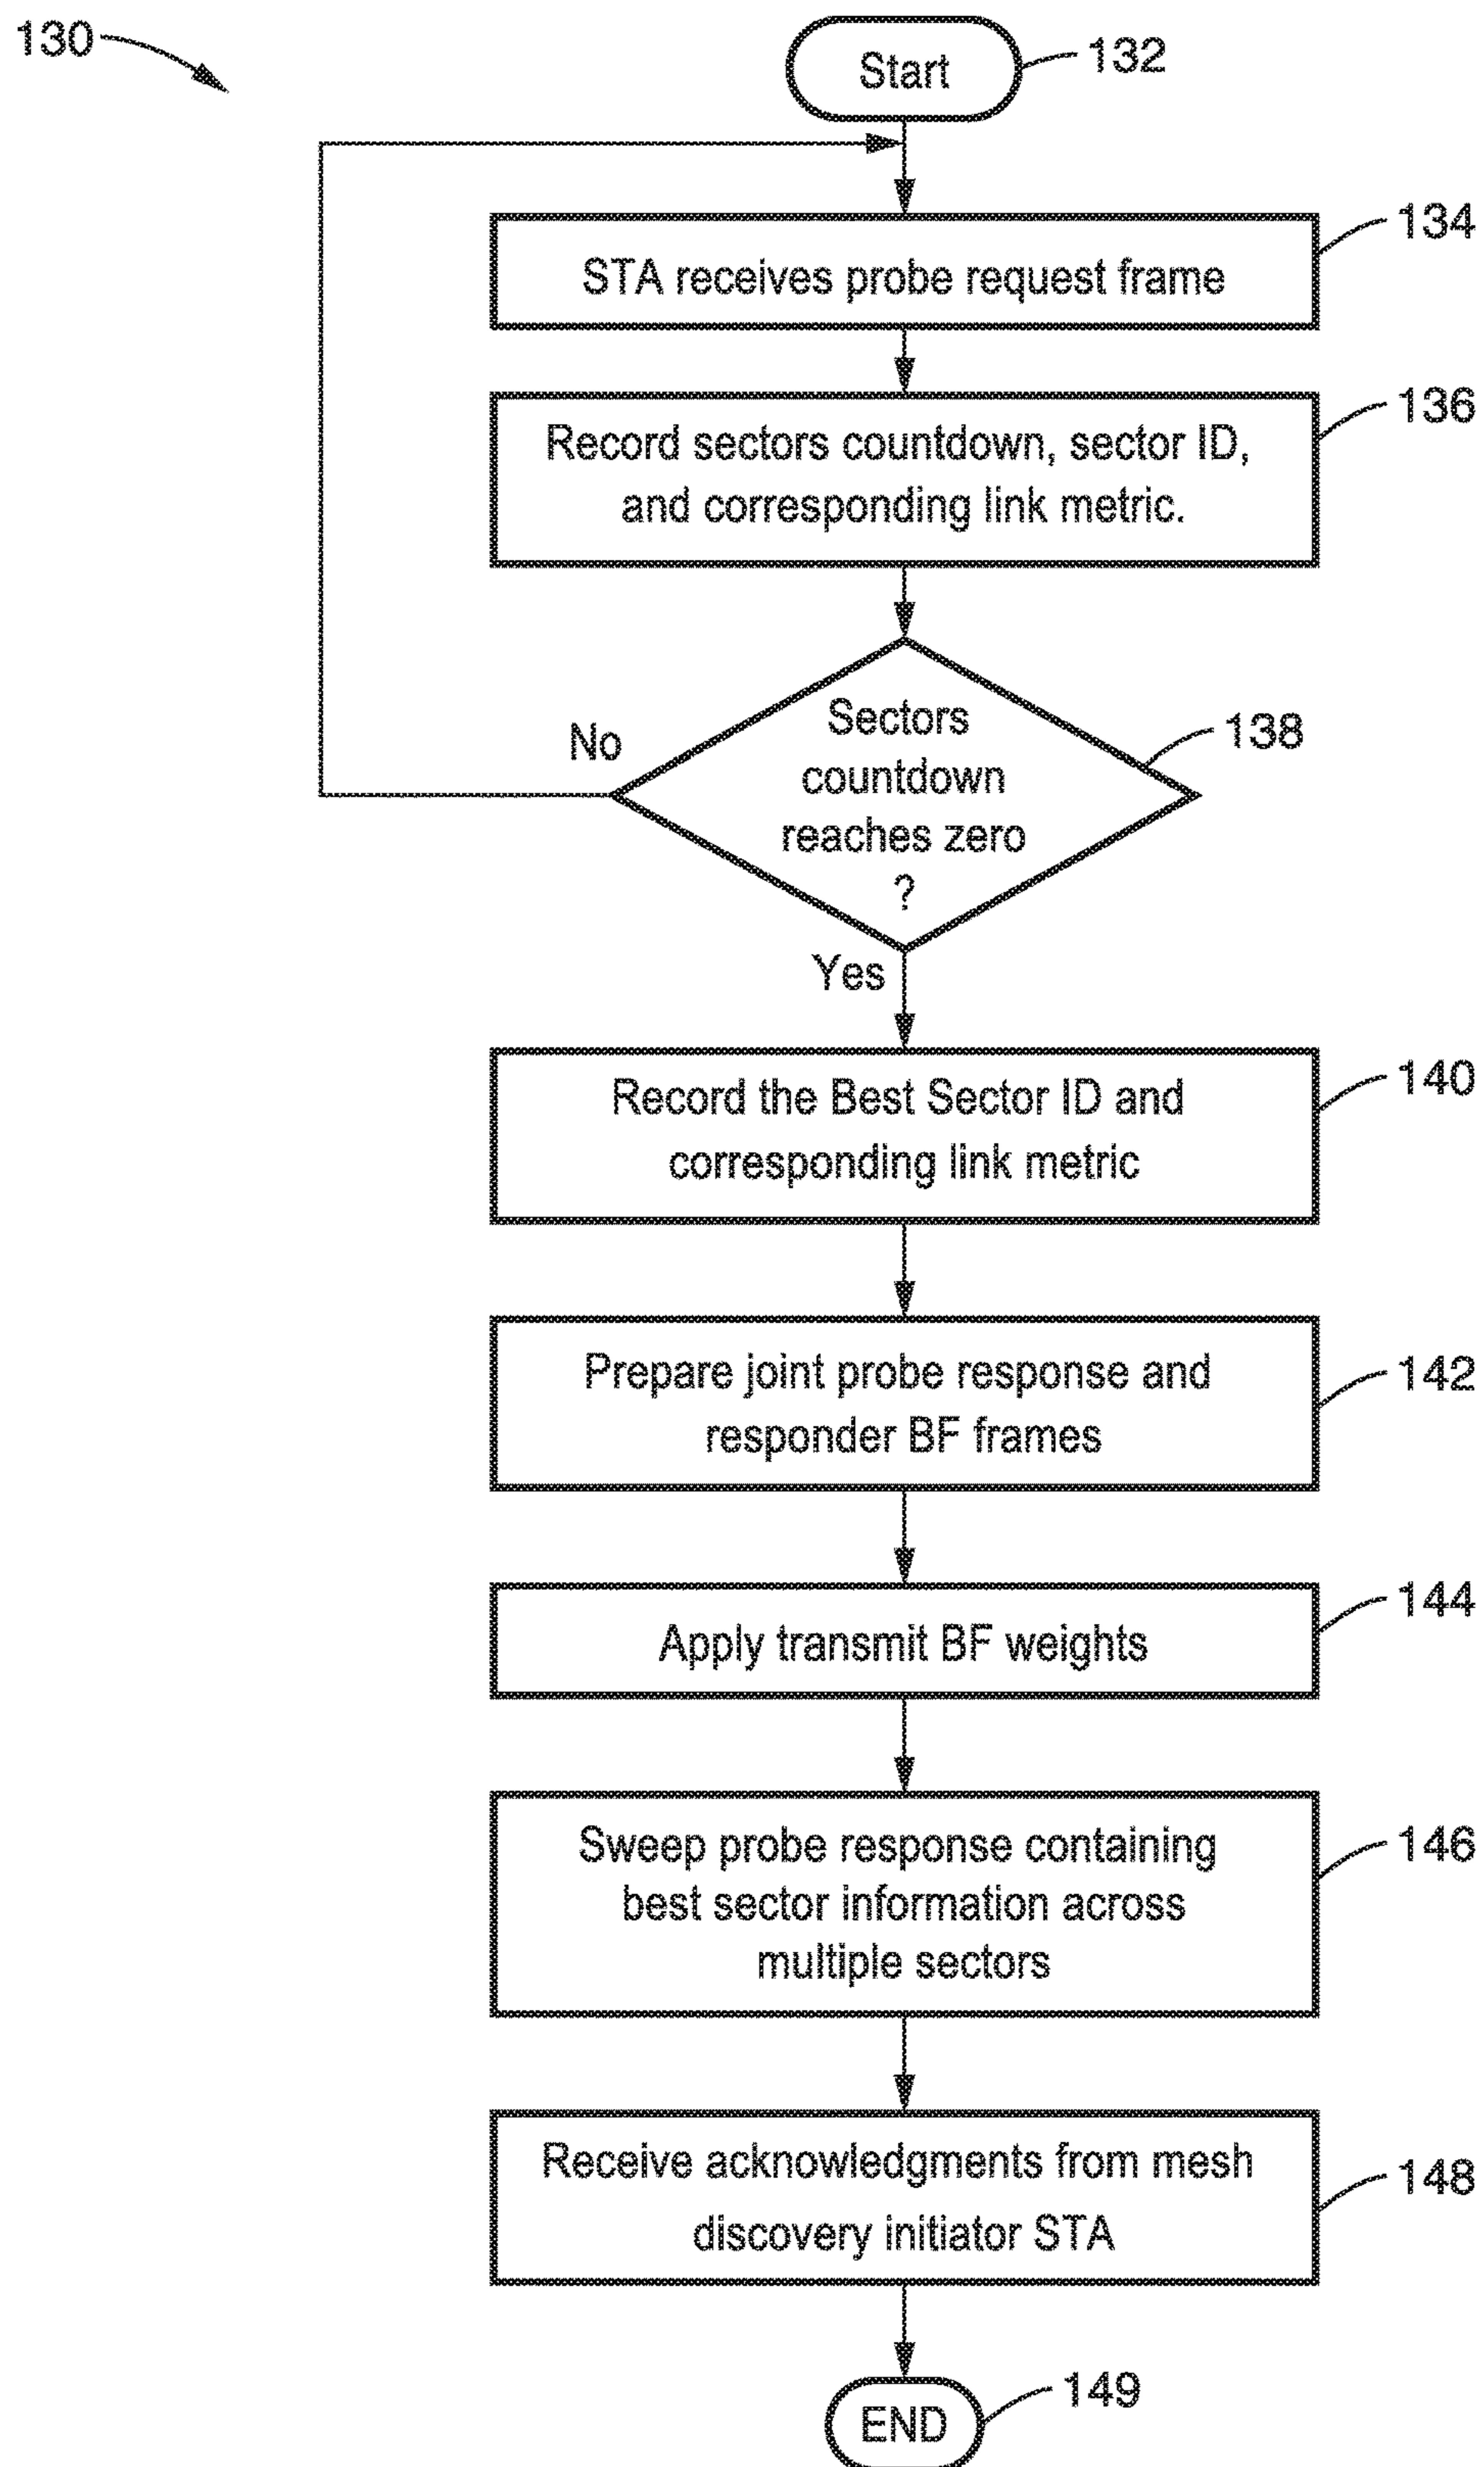 130
Start
132
STA receives probe request frame
134
Record sectors countdown, sector ID,
and corresponding link metric.
136
Sectors
countdown
reaches zero
?
138
No
Yes
Record the Best Sector ID and
corresponding link metric
140
Prepare joint probe response and
responder BF frames
142
Apply transmit BF weights
144
Sweep probe response containing
best sector information across
multiple sectors
146
Receive acknowledgments from mesh
discovery initiator STA
148
END
149